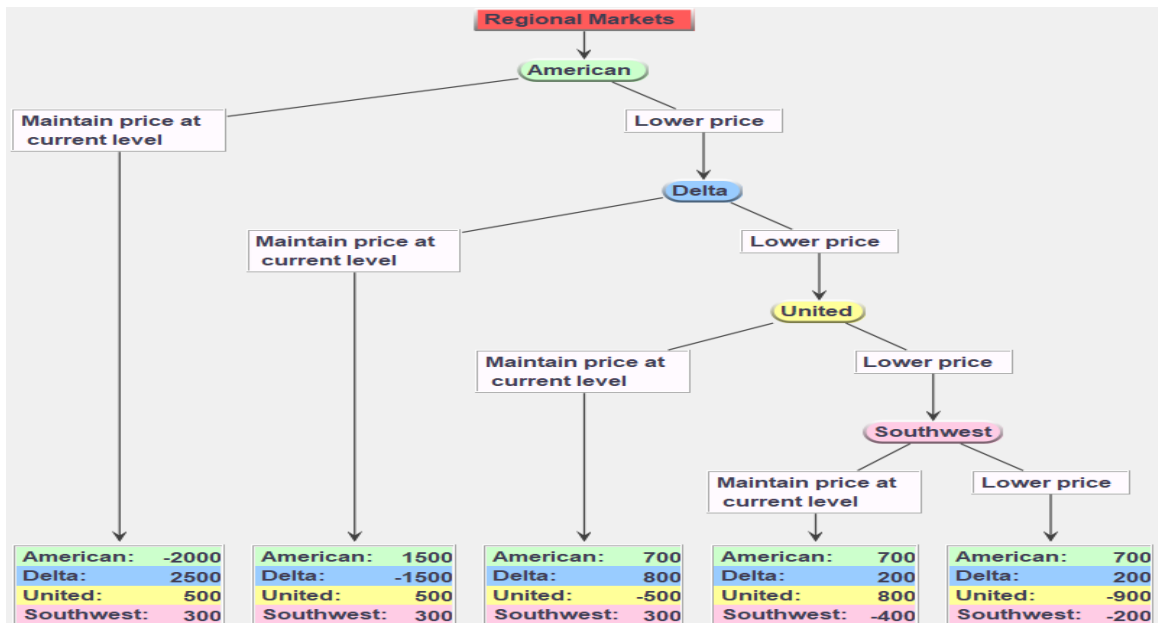 Regional Markets
American
Maintain price at
current level
Lower price
Delta
Maintain price at
current level
Lower price
United
Maintain price at
current level
Lower price
Southwest
Maintain price at
current level
Lower price
American: -2000
Delta: 2500
United: 500
Southwest: 300
American: 1500
Delta: -1500
United: 500
Southwest: 300
American: 700
Delta: 800
United: -500
Southwest: 300
American: 700
Delta: 200
United: 800
Southwest: -400
American: 700
Delta: 200
United: -900
Southwest: -200